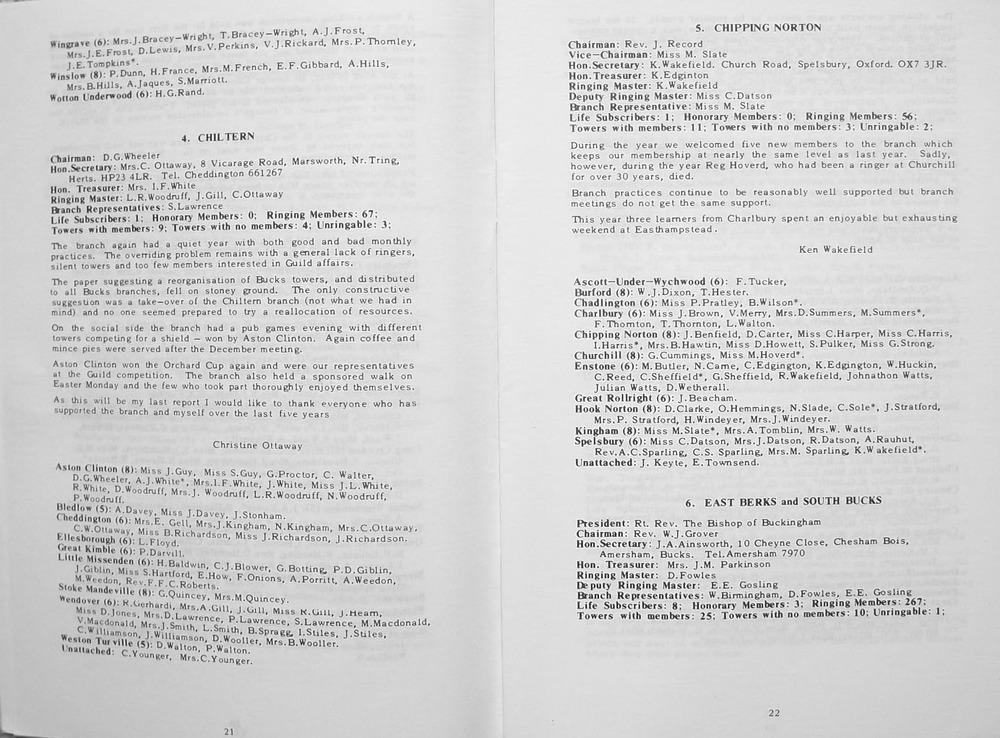 Wingrave (6): Mrs.J.Bracey-Wright, T.Bracey-Wright, A.J.Frost,
Mrs.J.E.Frost, D.Lewis, Mrs.V.Perkins, V.J.Rickard, Mrs.P.Thomley,
J.E.Tompkins*.
Winslow (8): P.Dunn, H.France, Mrs.M.French, E.F.Gibbard, A.Hills,
Mrs.B.Hills, A.Jaques, S.Marriott.
Wotton Underwood (6): H.G.Rand.
4. CHILTERN
Chairman: D.G.Wheeler
Hon.Secretary: Mrs.C. Ottaway, 8 Vicarage Road, Marsworth, Nr.Tring,
Herts. HP23 4LR. Tel. Cheddington 661267
Hon. Treasurer: Mrs. I.F.White
Ringing Master: L.R.Woodruff, J.Gill, C.Ottaway
Branch Representatives: S.Lawrence
Life Subscribers: 1; Honorary Members: 0; Ringing Members: 67;
Towers with members: 9; Towers with no members: 4; Unringable: 3;
The branch again had a quiet year with both good and bad monthly
practices. The overriding problem remains with a general lack of ringers,
silent towers and too few members interested in Guild affairs.
The paper suggesting a reorganisation of Bucks towers, and distributed
to all Bucks branches, fell on stoney ground. The only constructive
suggestion was a take-over of the Chiltern branch (not what we had in
mind) and no one seemed prepared to try a reallocation of resources.
On the social side the branch had a pub games evening with different
towers competing for a shield — won by Aston Clinton. Again coffee and
mince pies were served after the December meeting.
Aston Clinton won the Orchard Cup again and were our representatives
at the Guild competition. The branch also held a sponsored walk on
Easter Monday and the few who took part thoroughly enjoyed themselves.
As this will be my last report I would like to thank everyone who has
supported the branch and myself over the last five years
Christine Ottaway
Aston Clinton (8): Miss J.Guy, Miss S.Guy, G.Proctor, C. Walter,
D.G.Wheeler, A.J.White*, Mrs.I.F.White, J.White, Miss J.L.White,
R.White, D.Woodruff, Mrs.J. Woodruff, L.R.Woodruff, N.Woodruff,
P.Woodruff.
Bledlow (5): A.Davey, Miss J.Davey, J.Stonham.
Cheddington (6): Mrs.E. Gell, Mrs.J.Kingham, N.Kingham, Mrs.C.Ottaway,
C.W.Ottaway, Miss B.Richardson, Miss J.Richardson, J.Richardson.
Ellesborough (6): L.Floyd.
Great Kimble (6): P.Darvill.
Little Missenden (6): H.Baldwin, C.J.Blower, G.Botting, P.D.Giblin,
J.Giblin, Miss S.Hartford, E.How, F.Onions, A.Porritt, A.Weedon,
M.Weedon, Rev.F.F.C.Roberts.
Stoke Mandeville (8): G.Quincey, Mrs.M.Quincey.
Wendover (6): R.Gerhardi, Mrs.A.Gill, J.Gill, Miss K.Gill, J.Heam,
Miss D.Jones, Mrs.D.Lawrence, P.Lawrence, S.Lawrence, M.Macdonald,
V.Macdonald, Mrs.J.Smith, L.Smith, B.Spragg, I.Stiles, J.Stiles,
C.Williamson, J.Williamson, D.Wooller, Mrs.B.Wooller.
Weston Turville (5): D.Walton, P.Walton.
Unattached: C.Younger, Mrs.C.Younger.
21
5. CHIPPING NORTON
Chairman: Rev. J. Record
Vice-Chairman: Miss M. Slate
Hon.Secretary: K.Wakefield. Church Road, Spelsbury, Oxford. OX7 3JR.
Hon.Treasurer: K.Edginton
Ringing Master: K.Wakefield
Deputy Ringing Master: Miss C.Datson
Branch Representative: Miss M. Slate
Life Subscribers: 1; Honorary Members: 0; Ringing Members: 56;
Towers with members: 11; Towers with no members: 3; Unringable: 2;
During the year we welcomed five new members to the branch which
keeps our membership at nearly the same level as last year. Sadly,
however, during the year Reg Hoverd, who had been a ringer at Churchill
for over 30 years, died.
Branch practices continue to be reasonably well supported but branch
meetings do not get the same support.
This year three learners from Charlbury spent an enjoyable but exhausting
weekend at Easthampstead.
Ken Wakefield
Ascott-Under-Wychwood (6): F.Tucker,
Burford (8): W.J.Dixon, T.Hester.
Chadlington (6): Miss P.Pratley, B.Wilson*.
Charlbury (6): Miss J.Brown, V.Merry, Mrs.D.Summers, M.Summers*,
F.Thornton, T.Thornton, L.Walton.
Chipping Norton (8): J.Benfield, D.Carter, Miss C.Harper, Miss C.Harris,
I.Harris*, Mrs.B.Hawtin, Miss D.Howett, S.Pulker, Miss G.Strong.
Churchill (8): G.Cummings, Miss M.Hoverd*.
Enstone (6): M.Butler, N.Came, C.Edgington, K.Edgington, W.Huckin,
C.Reed, C.Sheffield*, G.Sheffield, R.Wakefield, Johnathon Watts,
Julian Watts, D.Wetherall.
Great Rollright (6): J.Beacham.
Hook Norton (8): D.Clarke, O.Hemmings, N.Slade, C.Sole*, J.Stratford,
Mrs.P. Stratford, H.Windeyer, Mrs.J.Windeyer.
Kingham (8): Miss M.Slate*, Mrs.A.Tomblin, Mrs.W. Watts.
Spelsbury (6): Miss C.Datson, Mrs.J.Datson, R.Datson, A.Rauhut,
Rev.A.C.Sparling, C.S. Sparling, Mrs.M. Sparling, K.Wakefield*.
Unattached: J. Keyte, E.Townsend.
6. EAST BERKS and SOUTH BUCKS
President: Rt. Rev. The Bishop of Buckingham
Chairman: Rev. W.J.Grover
Hon.Secretary: J.A.Ainsworth, 10 Cheyne Close, Chesham Bois,
Amersham, Bucks. Tel.Amersham 7970
Hon. Treasurer: Mrs. J.M. Parkinson
Ringing Master: D.Fowles
Deputy Ringing Master: E.E. Gosling
Branch Representatives: W.Birmingham, D.Fowles, E.E. Gosling
Life Subscribers: 8; Honorary Members: 3; Ringing Members: 267;
Towers with members: 25; Towers with no members: 10; Unringable: 1;
22